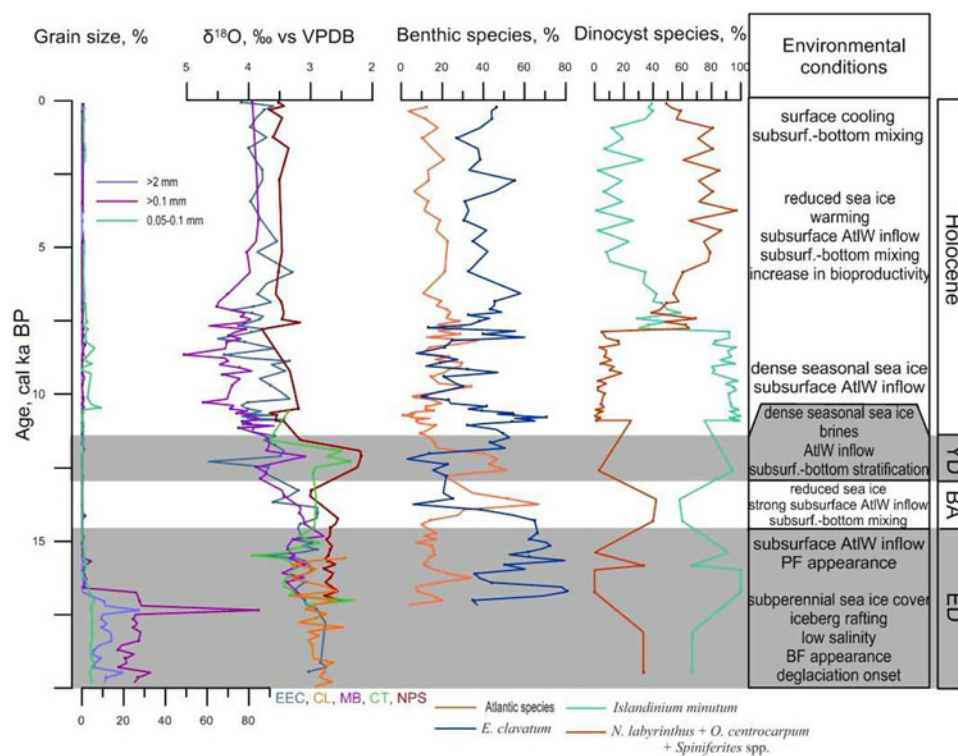 Grain size, %
δ¹⁸O, ‰ vs VPDB
Benthic species, %
Dinocyst species, %
Environmental
conditions
5 4 3 2
0 20 40 60 80
0 20 40 60 80 100
Age, cal ka BP
0
5
10
15
>2 mm
>0.1 mm
0.05-0.1 mm
surface cooling
subsurf.-bottom mixing
reduced sea ice
warming
subsurface AtlW inflow
subsurf.-bottom mixing
increase in bioproductivity
dense seasonal sea ice
subsurface AtlW inflow
dense seasonal sea ice
brines
AtlW inflow
subsurf.-bottom stratification
reduced sea ice
strong subsurface AtlW inflow
subsurf.-bottom mixing
subsurface AtlW inflow
PF appearance
subperennial sea ice cover
iceberg rafting
low salinity
BF appearance
deglaciation onset
Holocene
YD
BA
ED
0 20 40 60 80
EEC, CL, MB, CT, NPS
Atlantic species
E. clavatum
Islandinium minutum
N. labyrinthus + O. centrocarpum
+ Spiniferites spp.